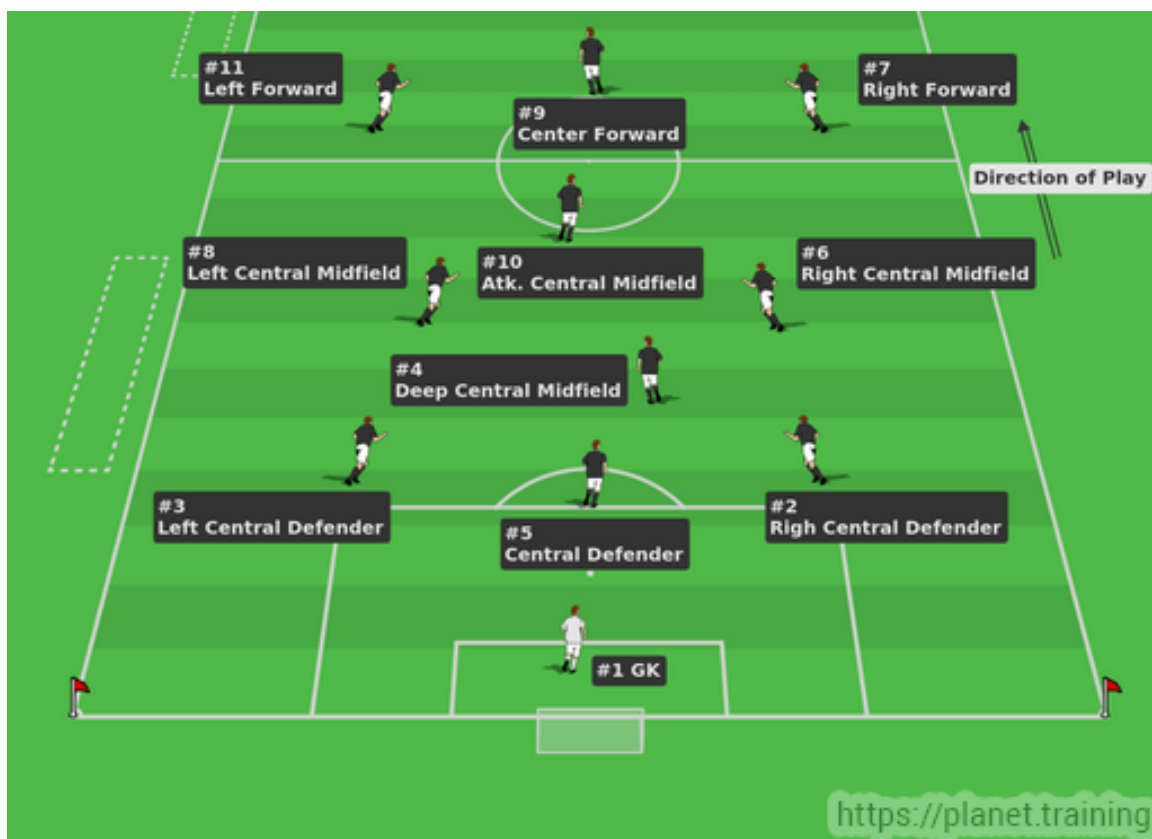 #11
Left Forward
#7
Right Forward
#9
Center Forward
Direction of Play
#8
Left Central Midfield
#10
Atk. Central Midfield
#6
Right Central Midfield
#4
Deep Central Midfield
#3
Left Central Defender
#5
Central Defender
#2
Righ Central Defender
#1 GK
https://planet.training